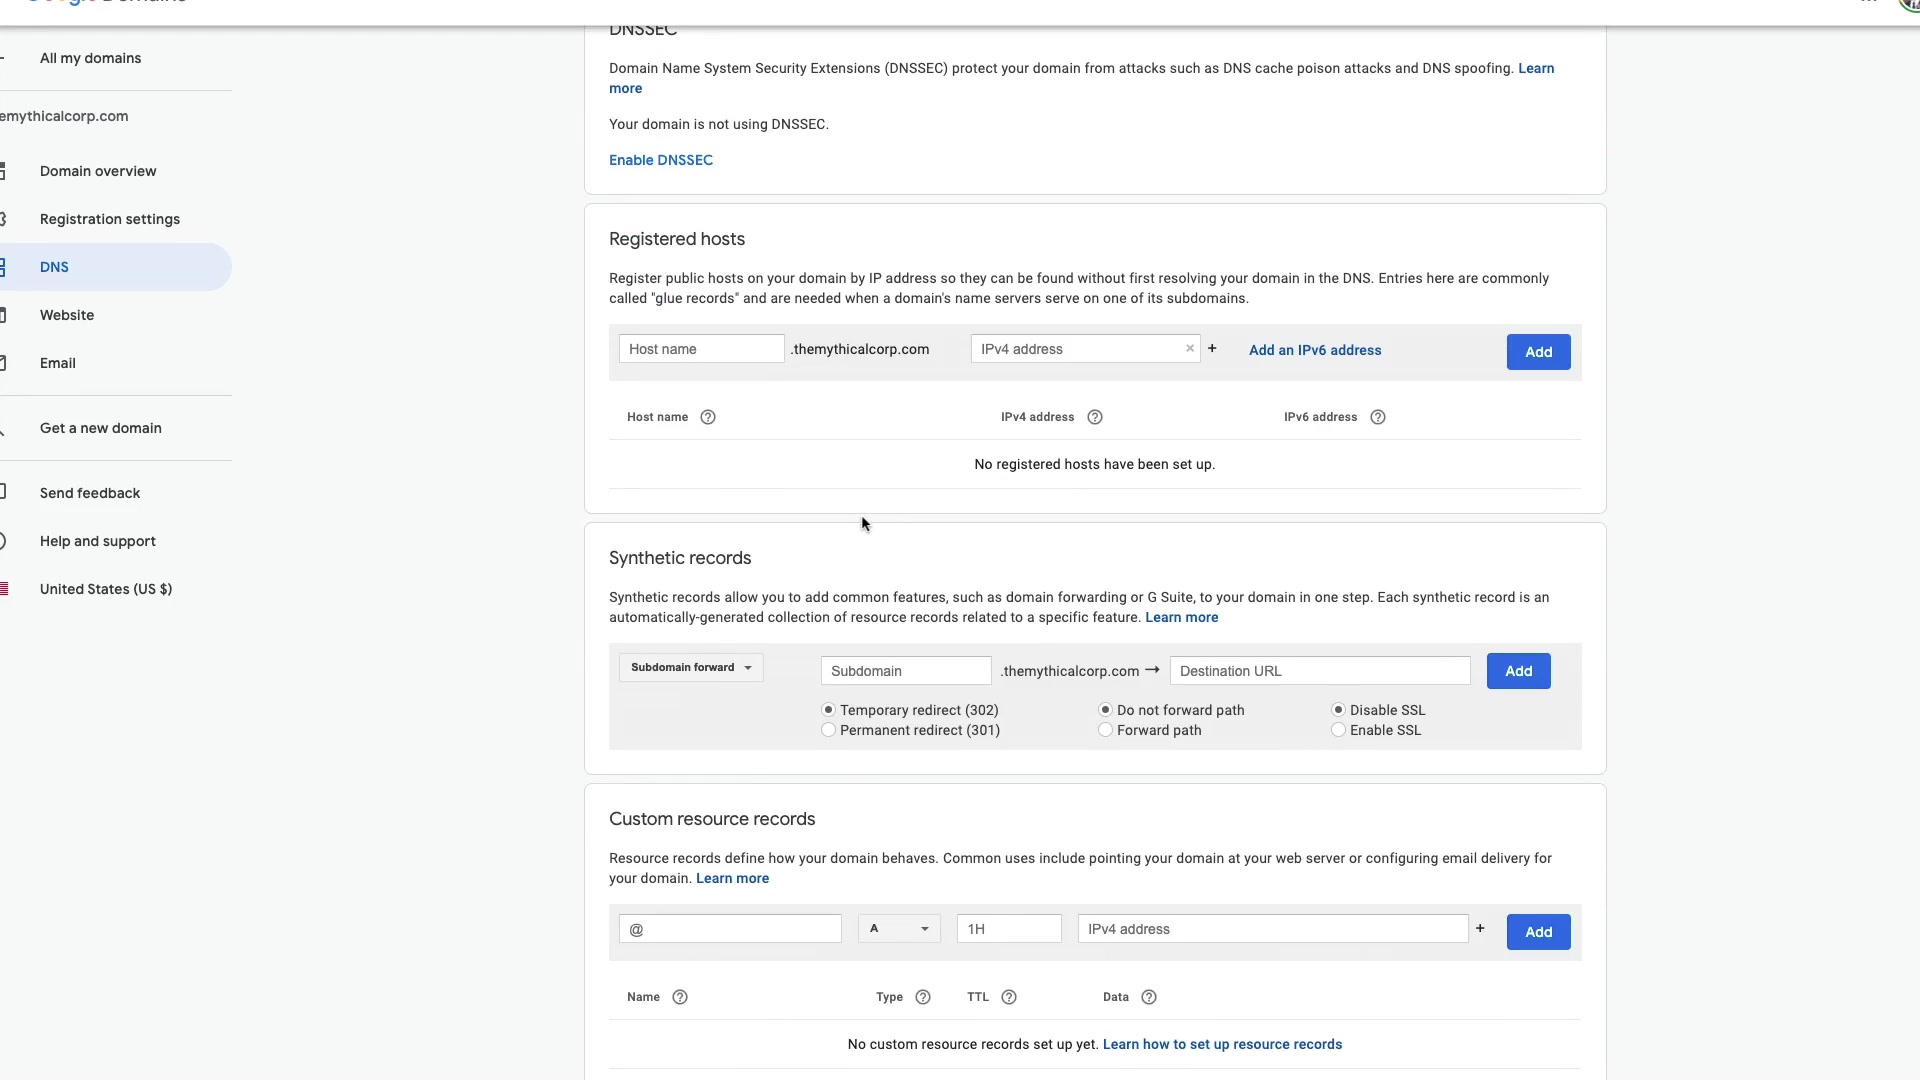 Google Domains
All my domains
emythicalcorp.com
Domain overview
Registration settings
DNS
Website
Email
Get a new domain
Send feedback
Help and support
United States (US $)
DNSSEC
Domain Name System Security Extensions (DNSSEC) protect your domain from attacks such as DNS cache poison attacks and DNS spoofing. Learn
more
Your domain is not using DNSSEC.
Enable DNSSEC
Registered hosts
Register public hosts on your domain by IP address so they can be found without first resolving your domain in the DNS. Entries here are commonly
called "glue records" and are needed when a domain's name servers serve on one of its subdomains.
Host name .themythicalcorp.com IPv4 address × + Add an IPv6 address Add
Host name ? IPv4 address ? IPv6 address ?
No registered hosts have been set up.
Synthetic records
Synthetic records allow you to add common features, such as domain forwarding or G Suite, to your domain in one step. Each synthetic record is an
automatically-generated collection of resource records related to a specific feature. Learn more
Subdomain forward Subdomain .themythicalcorp.com → Destination URL Add
Temporary redirect (302) Do not forward path Disable SSL
Permanent redirect (301) Forward path Enable SSL
Custom resource records
Resource records define how your domain behaves. Common uses include pointing your domain at your web server or configuring email delivery for
your domain. Learn more
@ A 1H IPv4 address + Add
Name ? Type ? TTL ? Data ?
No custom resource records set up yet. Learn how to set up resource records